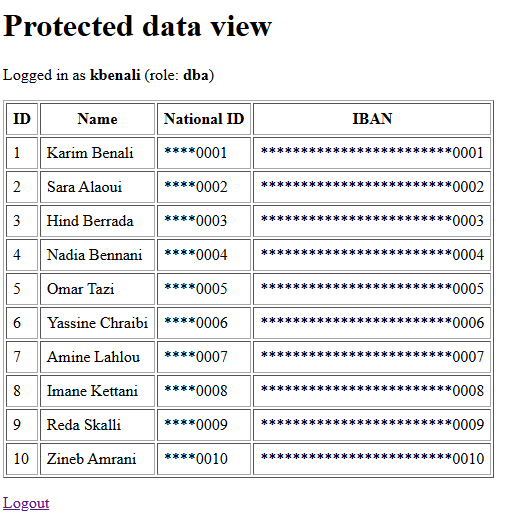 Protected data view
Logged in as kbenali (role: dba)
ID Name National ID IBAN
1 Karim Benali ****0001 ************************0001
2 Sara Alaoui ****0002 ************************0002
3 Hind Berrada ****0003 ************************0003
4 Nadia Bennani ****0004 ************************0004
5 Omar Tazi ****0005 ************************0005
6 Yassine Chraibi ****0006 ************************0006
7 Amine Lahlou ****0007 ************************0007
8 Imane Kettani ****0008 ************************0008
9 Reda Skalli ****0009 ************************0009
10 Zineb Amrani ****0010 ************************0010
Logout